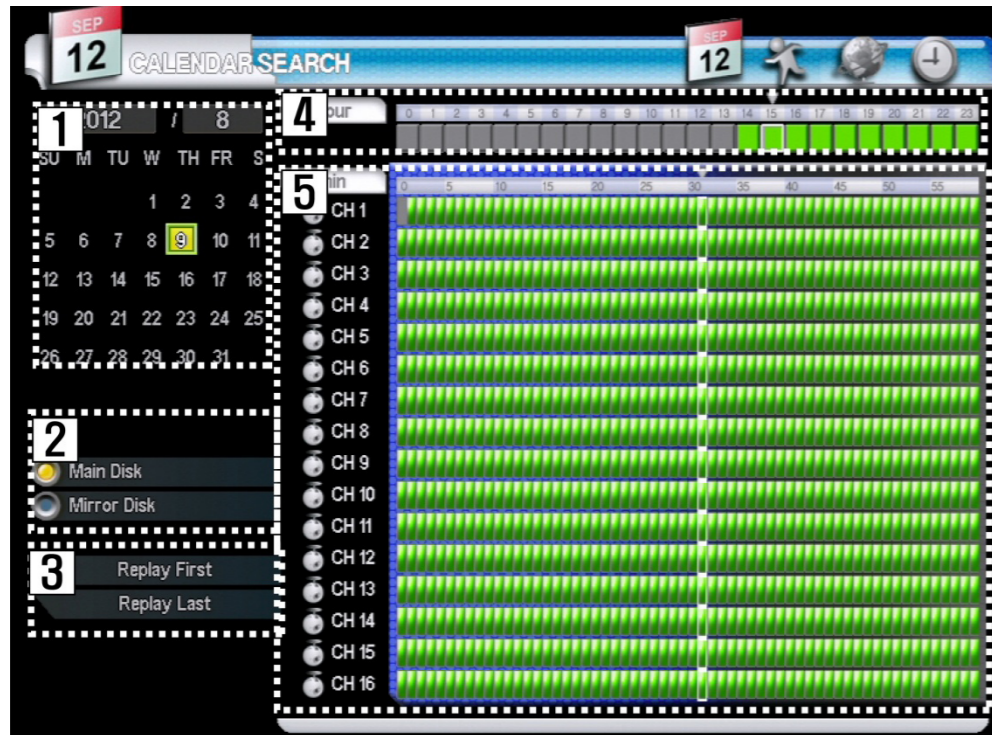 SEP
12
CALENDAR SEARCH
SEP
12
1
2012 / 8
SU M TU W TH FR S
1 2 3 4
5 6 7 8 9 10 11
12 13 14 15 16 17 18
19 20 21 22 23 24 25
26 27 28 29 30 31
2
Main Disk
Mirror Disk
3
Replay First
Replay Last
4
our
0 1 2 3 4 5 6 7 8 9 10 11 12 13 14 15 16 17 18 19 20 21 22 23
5
in
0 5 10 15 20 25 30 35 40 45 50 55
CH 1
CH 2
CH 3
CH 4
CH 5
CH 6
CH 7
CH 8
CH 9
CH 10
CH 11
CH 12
CH 13
CH 14
CH 15
CH 16